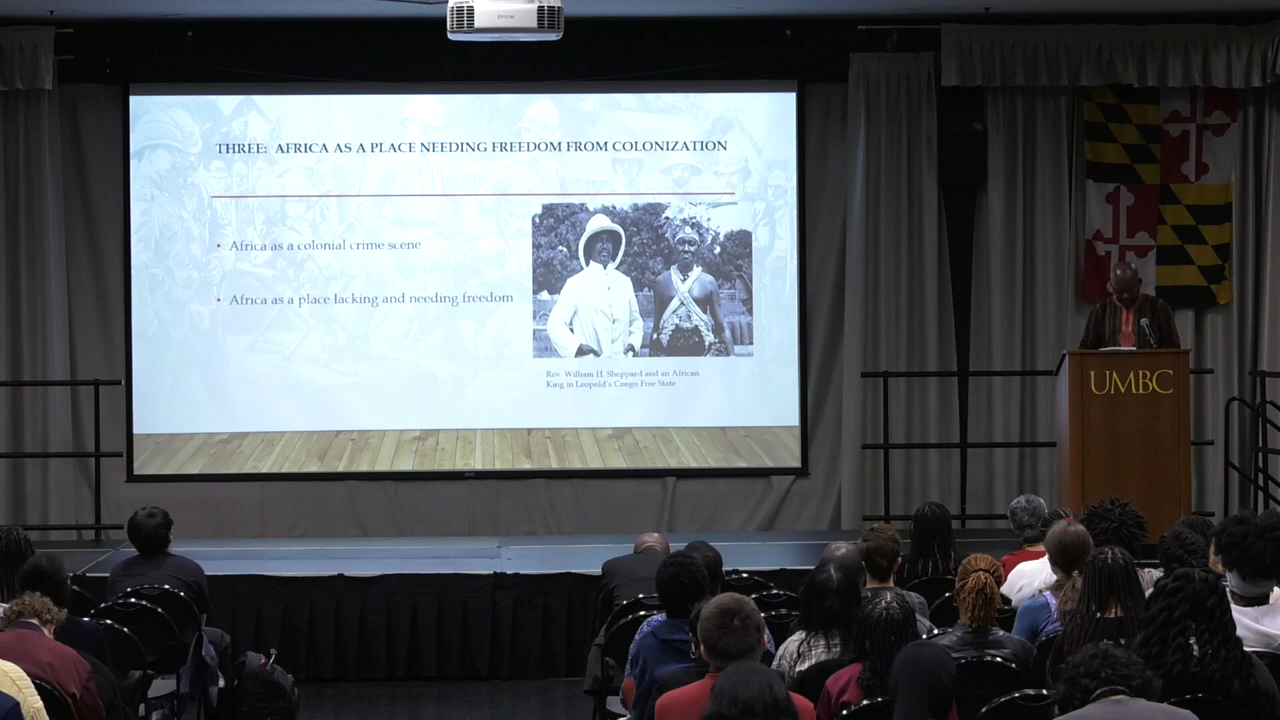 EPSON
THREE: AFRICA AS A PLACE NEEDING FREEDOM FROM COLONIZATION
• Africa as a colonial crime scene
• Africa as a place lacking and needing freedom
Rev. William H. Sheppard and an African
King in Leopold's Congo Free State
UMBC